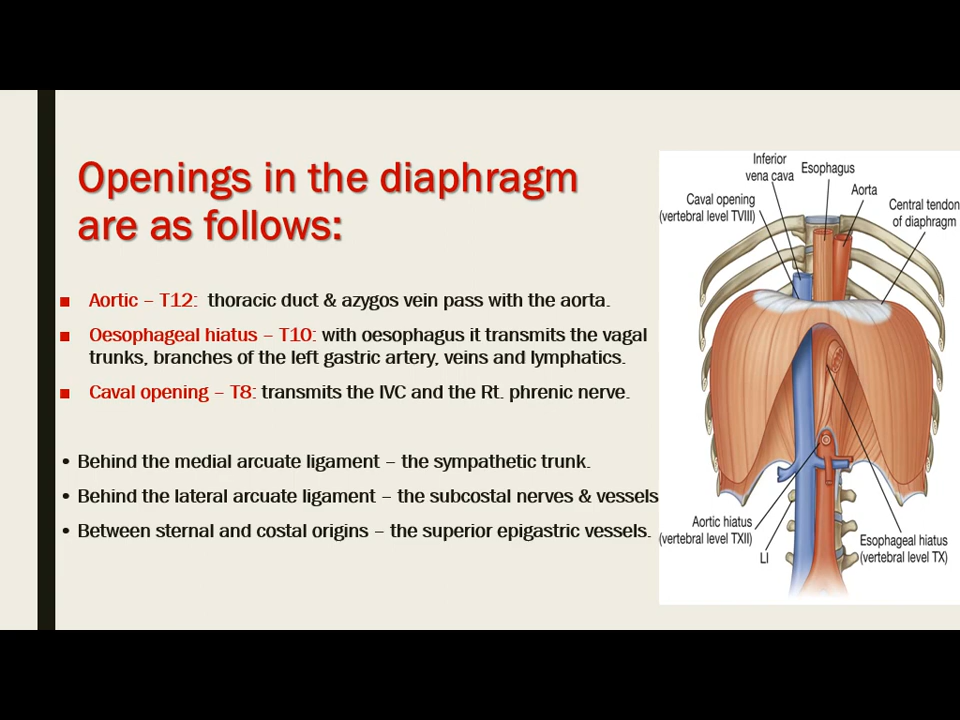 Openings in the diaphragm
are as follows:
■ Aortic – T12: thoracic duct & azygos vein pass with the aorta.
■ Oesophageal hiatus – T10: with oesophagus it transmits the vagal
trunks, branches of the left gastric artery, veins and lymphatics.
■ Caval opening – T8: transmits the IVC and the Rt. phrenic nerve.
• Behind the medial arcuate ligament – the sympathetic trunk.
• Behind the lateral arcuate ligament – the subcostal nerves & vessels
• Between sternal and costal origins – the superior epigastric vessels.
Inferior
vena cava
Esophagus
Aorta
Caval opening
(vertebral level TVIII)
Central tendon
of diaphragm
Aortic hiatus
(vertebral level TXII)
LI
Esophageal hiatus
(vertebral level TX)